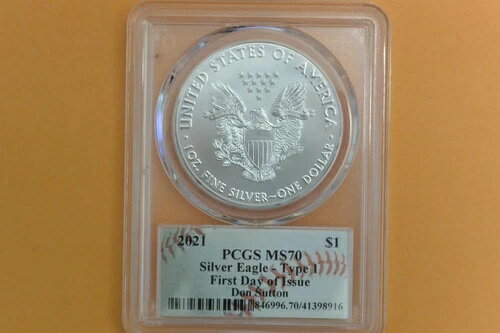 UNITED STATES OF AMERICA
1 OZ. FINE SILVER~ONE DOLLAR
2021 $1
PCGS MS70
Silver Eagle - Type 1
First Day of Issue
Don Sutton
846996.70/41398916